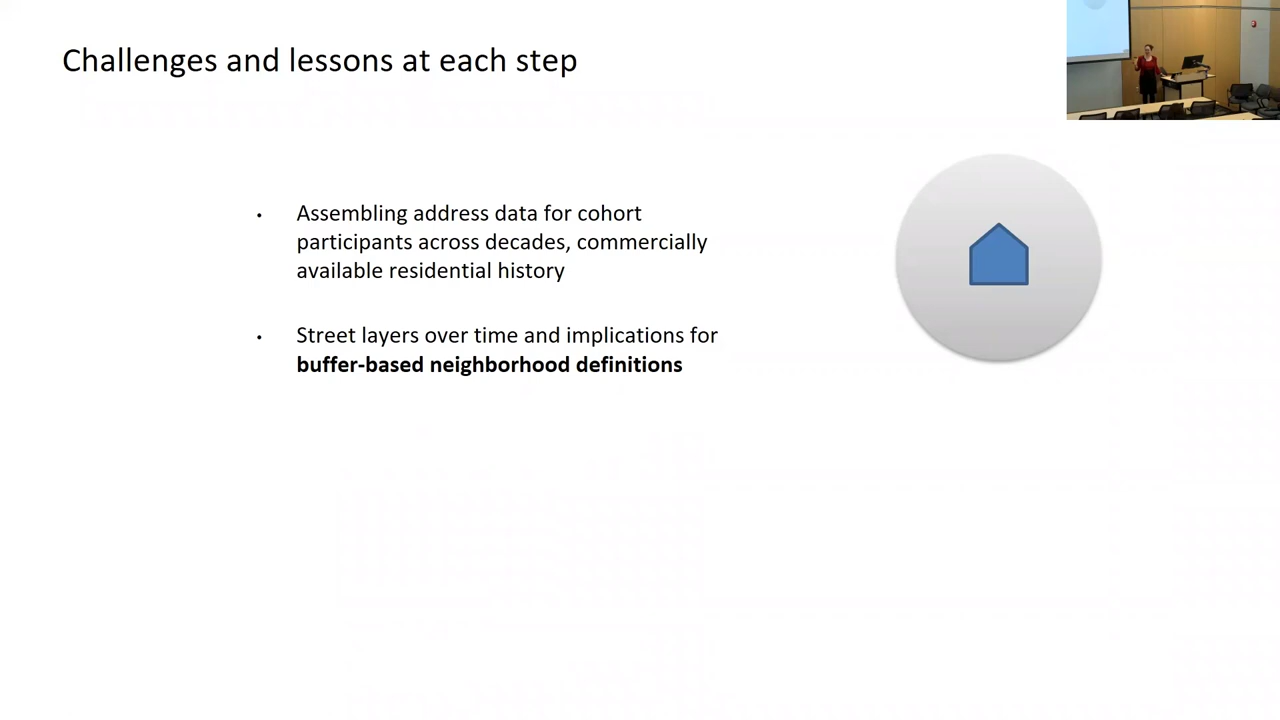 Challenges and lessons at each step
• Assembling address data for cohort
participants across decades, commercially
available residential history
• Street layers over time and implications for
buffer-based neighborhood definitions